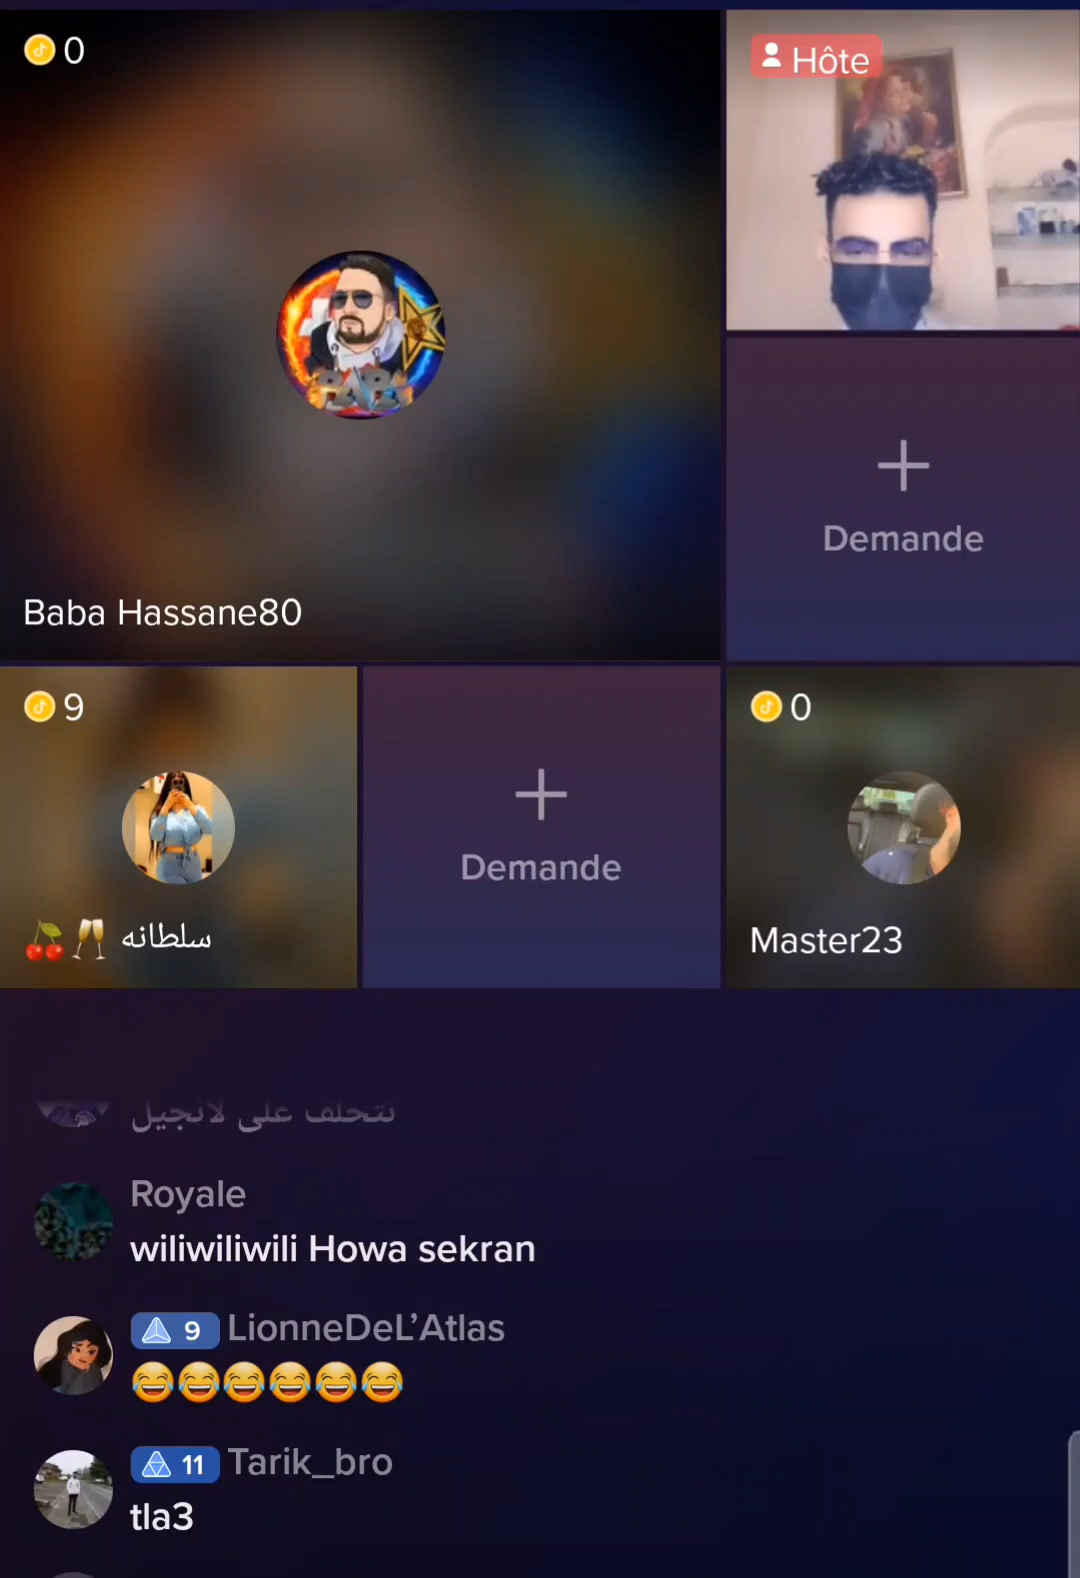 0
Hôte
Baba Hassane80
Demande
9
سلطانه 🥂🍒
Demande
0
Master23
نتحلف على لانجيل
Royale
wiliwiliwili Howa sekran
9 LionneDeL’Atlas
😂😂😂😂😂😂
11 Tarik_bro
tla3